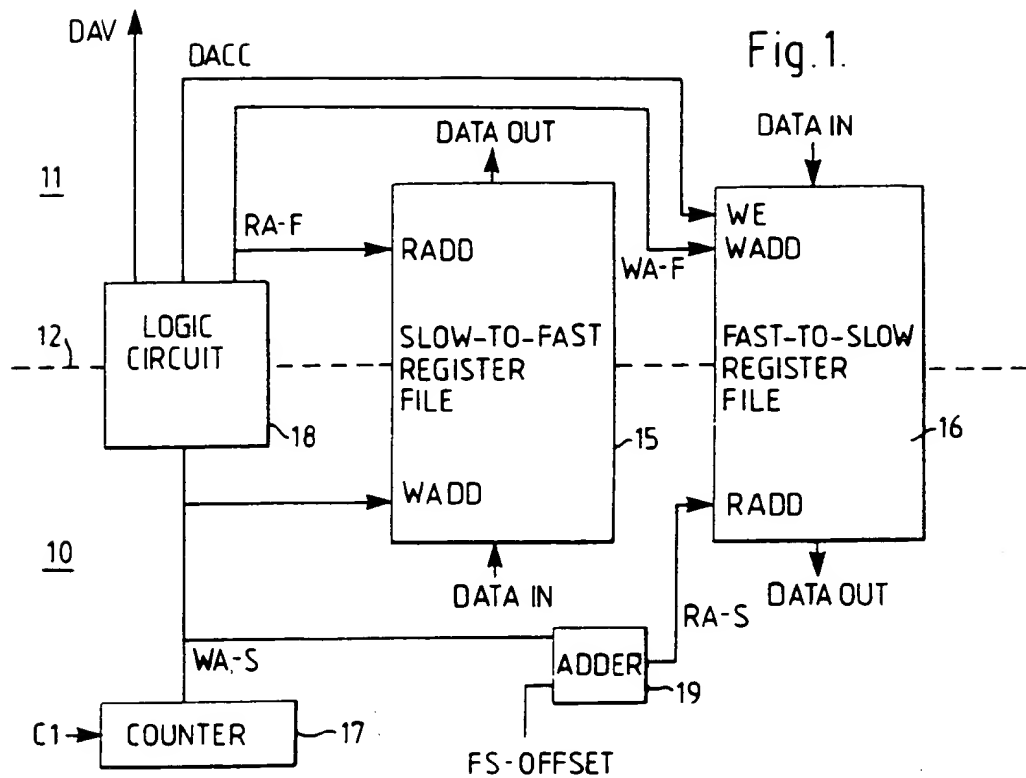 DAV
DACC
Fig.1.
DATA OUT
DATA IN
11
RA-F
RADD
WE
WADD
WA-F
12
LOGIC
CIRCUIT
SLOW-TO-FAST
REGISTER
FILE
FAST-TO-SLOW
REGISTER
FILE
18
15
16
WADD
RADD
10
DATA IN
DATA OUT
RA-S
WA-S
ADDER
19
C1
COUNTER
17
FS-OFFSET